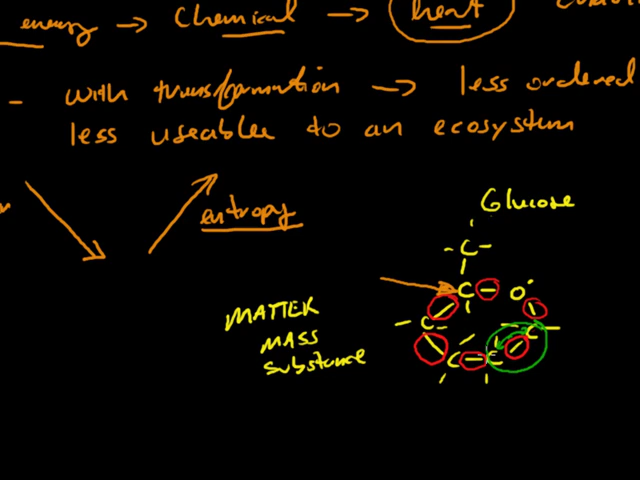 energy → chemical → heat
- with transformation → less ordered
less useable to an ecosystem
entropy
Glucose
- C -
C - O
MATTER
- C -
- C -
MASS
C - C
substance